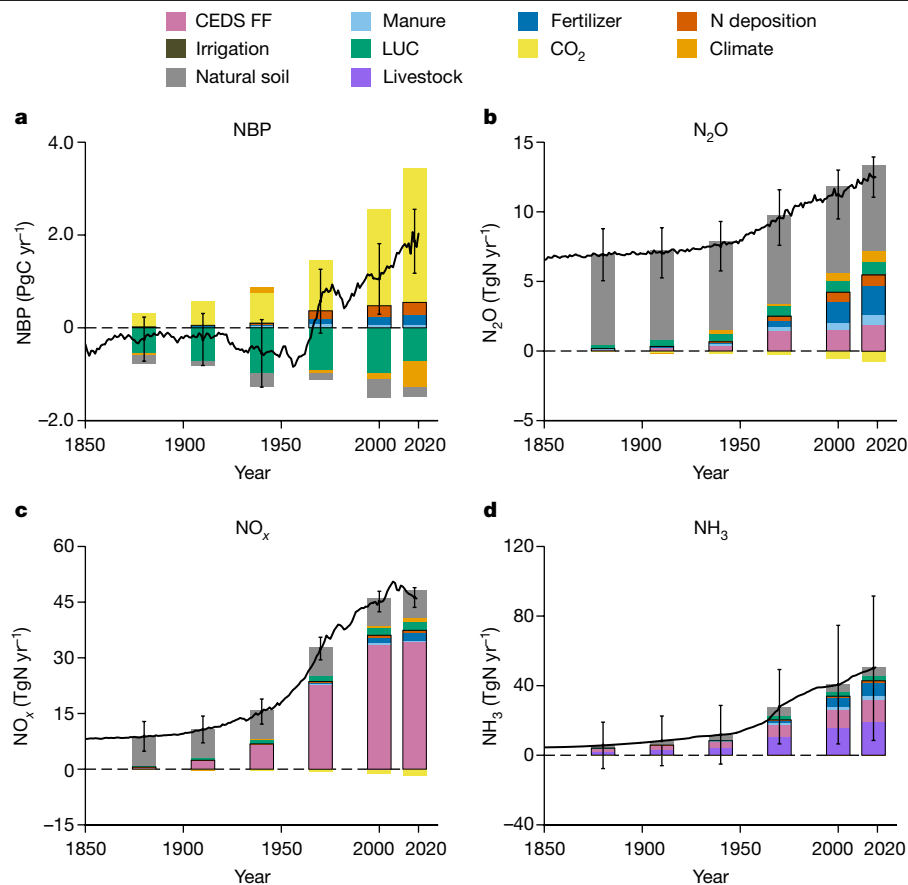 CEDS FF Manure Fertilizer N deposition
Irrigation LUC CO₂ Climate
Natural soil Livestock
a NBP
4.0
2.0
0
−2.0
NBP (PgC yr⁻¹)
1850 1900 1950 2000 2020
Year
b N₂O
15
10
5
0
−5
N₂O (TgN yr⁻¹)
1850 1900 1950 2000 2020
Year
c NOₓ
60
45
30
15
0
−15
NOₓ (TgN yr⁻¹)
1850 1900 1950 2000 2020
Year
d NH₃
120
80
40
0
−40
NH₃ (TgN yr⁻¹)
1850 1900 1950 2000 2020
Year